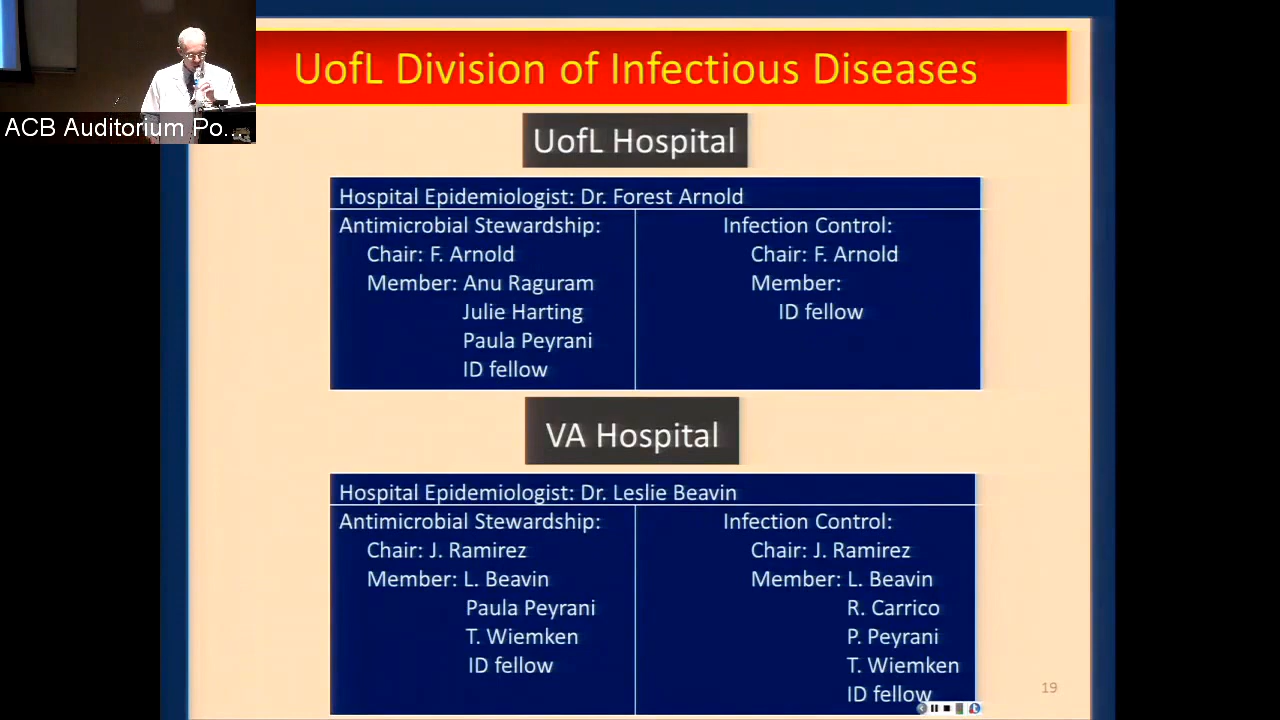 UofL Division of Infectious Diseases
ACB Auditorium Po...
UofL Hospital
Hospital Epidemiologist: Dr. Forest Arnold
Antimicrobial Stewardship:
Chair: F. Arnold
Member: Anu Raguram
Julie Harting
Paula Peyrani
ID fellow
Infection Control:
Chair: F. Arnold
Member:
ID fellow
VA Hospital
Hospital Epidemiologist: Dr. Leslie Beavin
Antimicrobial Stewardship:
Chair: J. Ramirez
Member: L. Beavin
Paula Peyrani
T. Wiemken
ID fellow
Infection Control:
Chair: J. Ramirez
Member: L. Beavin
R. Carrico
P. Peyrani
T. Wiemken
ID fellow
19